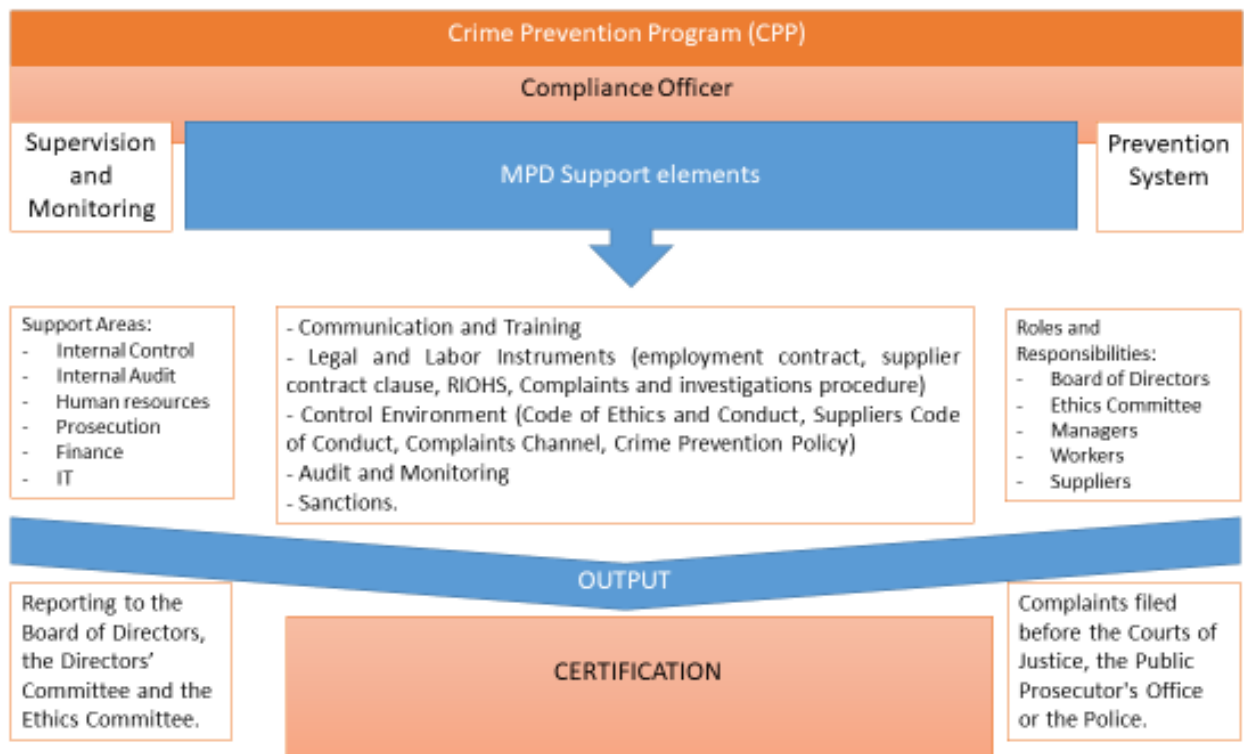 Crime Prevention Program (CPP)
Compliance Officer
Supervision
and
Monitoring
MPD Support elements
Prevention
System
Support Areas:
- Internal Control
- Internal Audit
- Human resources
- Prosecution
- Finance
- IT
- Communication and Training
- Legal and Labor Instruments (employment contract, supplier
contract clause, RIOHS, Complaints and investigations procedure)
- Control Environment (Code of Ethics and Conduct, Suppliers Code
of Conduct, Complaints Channel, Crime Prevention Policy)
- Audit and Monitoring
- Sanctions.
Roles and
Responsibilities:
- Board of Directors
- Ethics Committee
- Managers
- Workers
- Suppliers
OUTPUT
Reporting to the
Board of Directors,
the Directors’
Committee and the
Ethics Committee.
CERTIFICATION
Complaints filed
before the Courts of
Justice, the Public
Prosecutor's Office
or the Police.